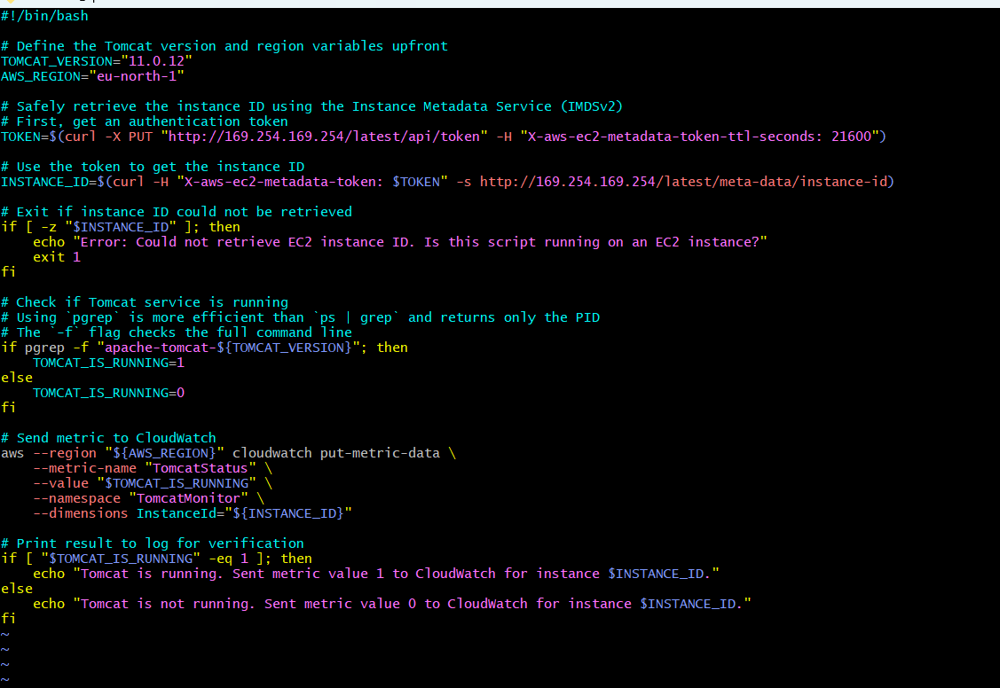 #!/bin/bash

# Define the Tomcat version and region variables upfront
TOMCAT_VERSION="11.0.12"
AWS_REGION="eu-north-1"

# Safely retrieve the instance ID using the Instance Metadata Service (IMDSv2)
# First, get an authentication token
TOKEN=$(curl -X PUT "http://169.254.169.254/latest/api/token" -H "X-aws-ec2-metadata-token-ttl-seconds: 21600")

# Use the token to get the instance ID
INSTANCE_ID=$(curl -H "X-aws-ec2-metadata-token: $TOKEN" -s http://169.254.169.254/latest/meta-data/instance-id)

# Exit if instance ID could not be retrieved
if [ -z "$INSTANCE_ID" ]; then
    echo "Error: Could not retrieve EC2 instance ID. Is this script running on an EC2 instance?"
    exit 1
fi

# Check if Tomcat service is running
# Using `pgrep` is more efficient than `ps | grep` and returns only the PID
# The `-f` flag checks the full command line
if pgrep -f "apache-tomcat-${TOMCAT_VERSION}"; then
    TOMCAT_IS_RUNNING=1
else
    TOMCAT_IS_RUNNING=0
fi

# Send metric to CloudWatch
aws --region "${AWS_REGION}" cloudwatch put-metric-data \
    --metric-name "TomcatStatus" \
    --value "$TOMCAT_IS_RUNNING" \
    --namespace "TomcatMonitor" \
    --dimensions InstanceId="${INSTANCE_ID}"

# Print result to log for verification
if [ "$TOMCAT_IS_RUNNING" -eq 1 ]; then
    echo "Tomcat is running. Sent metric value 1 to CloudWatch for instance $INSTANCE_ID."
else
    echo "Tomcat is not running. Sent metric value 0 to CloudWatch for instance $INSTANCE_ID."
fi
~
~
~
~